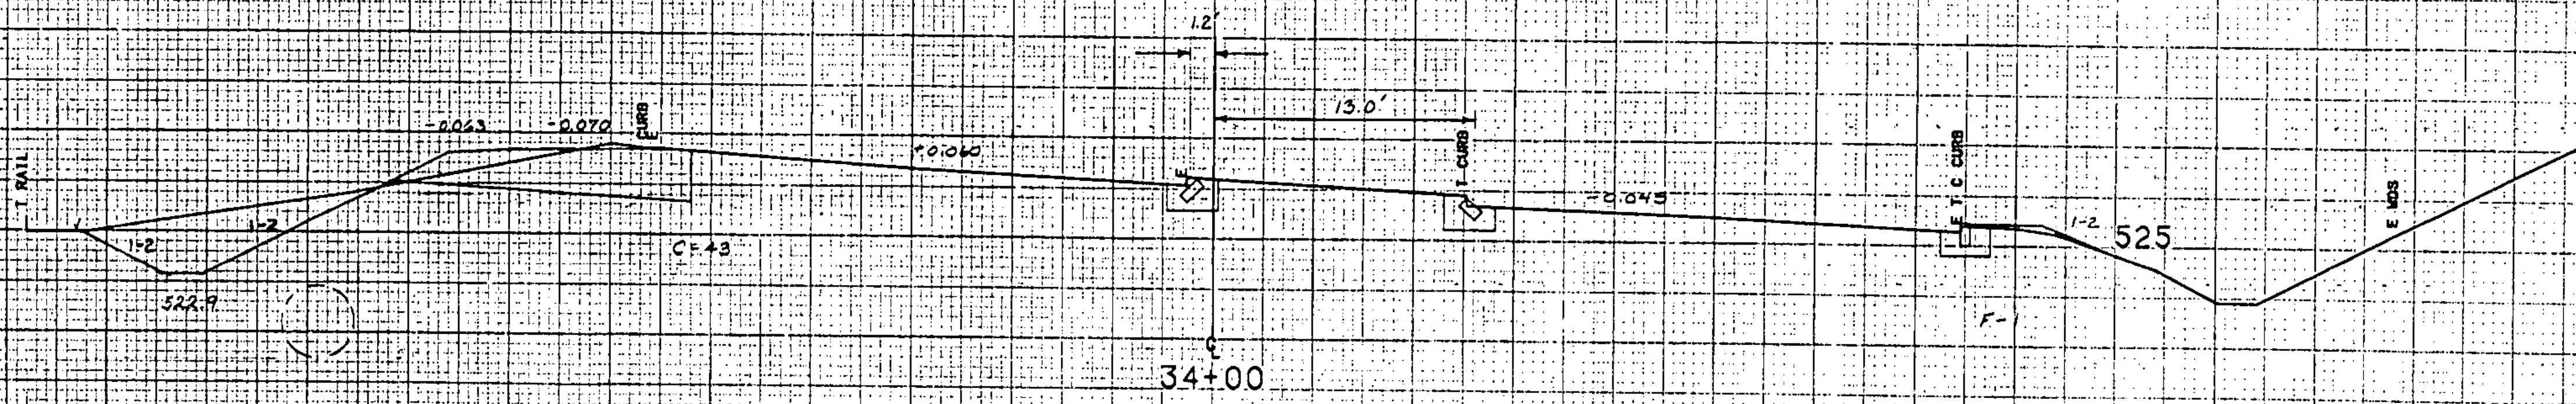 1.2'
13.0'
-0.063
-0.070
CURB
E
+0.060
T RAIL
E
T CURB
-0.045
E T C CURB
E WDS
1-2
1-2
1-2
525
C=43
522.9
F-1
34+00